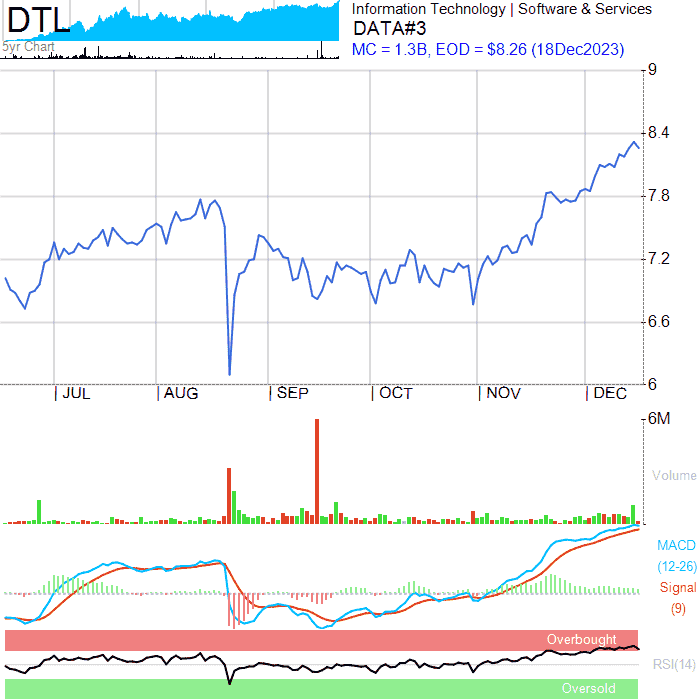 DTL
5yr Chart
Information Technology | Software & Services
DATA#3
MC = 1.3B, EOD = $8.26 (18Dec2023)
9
8.4
7.8
7.2
6.6
6
| JUL | AUG | SEP | OCT | NOV | DEC
6M
Volume
MACD
(12-26)
Signal
(9)
Overbought
RSI(14)
Oversold